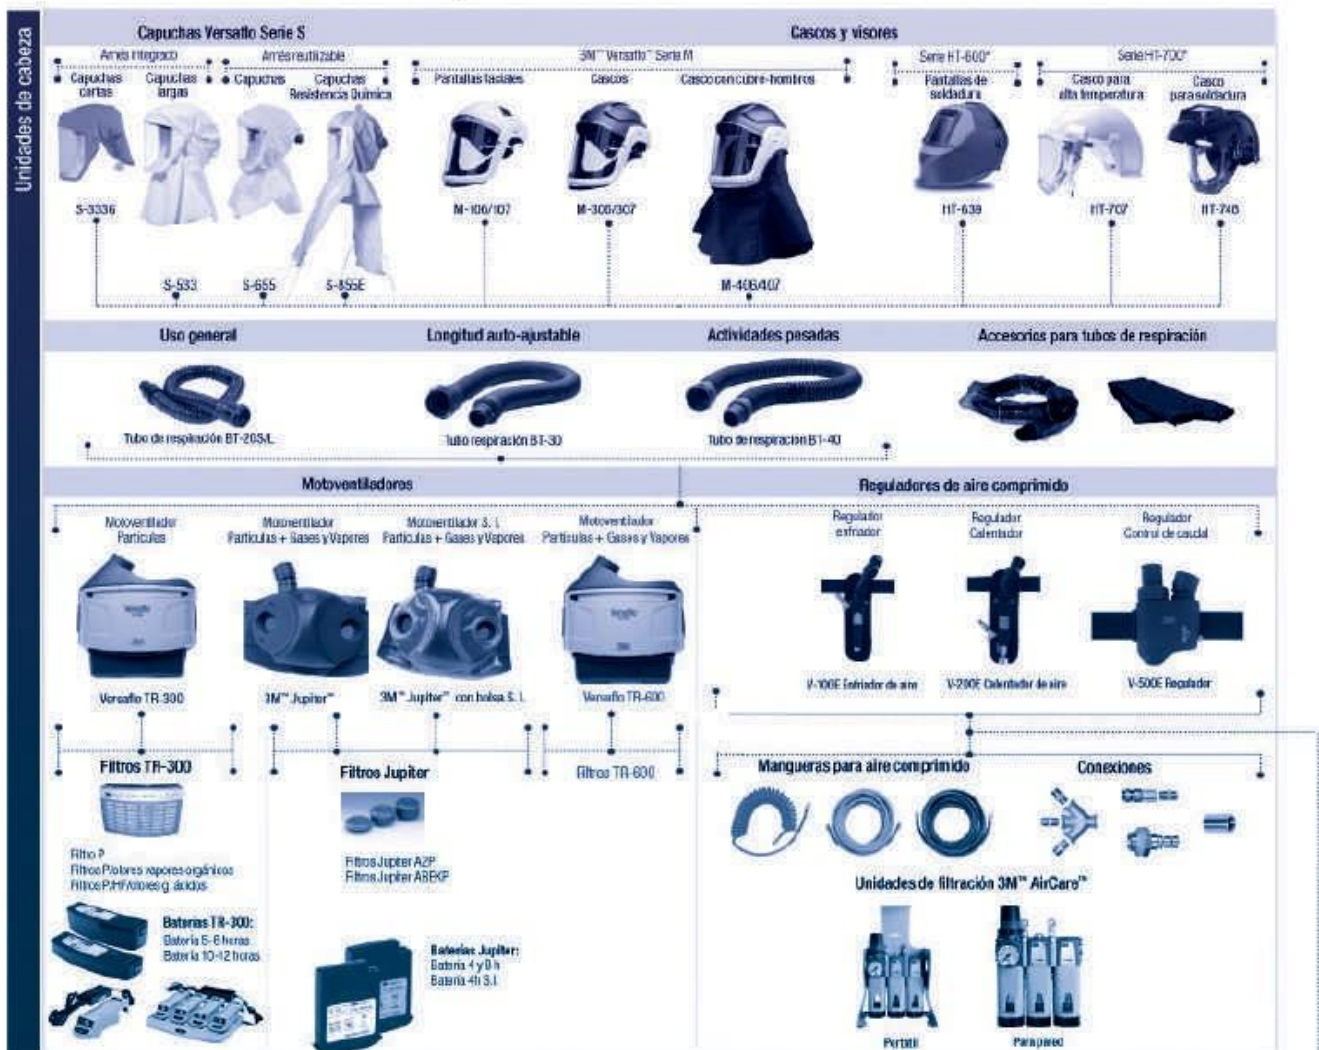 Unidades de cabeza
Capuchas Versaflo Serie S
Cascos y visores
Arnés integrado
Arnés reutilizable
3M™ Versaflo™ Serie M
Serie HT-600*
Serie HT-700*
Capuchas cortas
Capuchas largas
Capuchas
Capuchas Resistencia Química
Pantallas faciales
Cascos
Casco con cubre-hombros
Pantallas de soldadura
Casco para alta temperatura
Casco para soldadura
S-3336
M-106/107
M-306/307
HT-639
HT-707
HT-748
S-533
S-655
S-855E
M-406/407
Uso general
Longitud auto-ajustable
Actividades pesadas
Accesorios para tubos de respiración
Tubo de respiración BT-20S/L
Tubo respiración BT-30
Tubo de respiración BT-40
Motoventiladores
Reguladores de aire comprimido
Motoventilador
Partículas
Motoventilador
Partículas + Gases y Vapores
Motoventilador S. I.
Partículas + Gases y Vapores
Motoventilador
Partículas + Gases y Vapores
Regulador
enfriador
Regulador
Calentador
Regulador
Control de caudal
Versaflo TR-300
3M™ Jupiter™
3M™ Jupiter™ con bolsa S. I.
Versaflo TR-600
V-100E Enfriador de aire
V-200E Calentador de aire
V-500E Regulador
Filtros TR-300
Filtros Jupiter
Filtros TR-600
Mangueras para aire comprimido
Conexiones
Filtro P
Filtros P/olores vapores orgánicos
Filtros P/HF/olores g. ácidos
Filtros Jupiter A2P
Filtros Jupiter ABEKP
Unidades de filtración 3M™ AirCare™
Baterías TR-300:
Batería 5-6 horas
Batería 10-12 horas
Baterías Jupiter:
Batería 4 y 8 h
Batería 4h S.I.
Portátil
Para pared